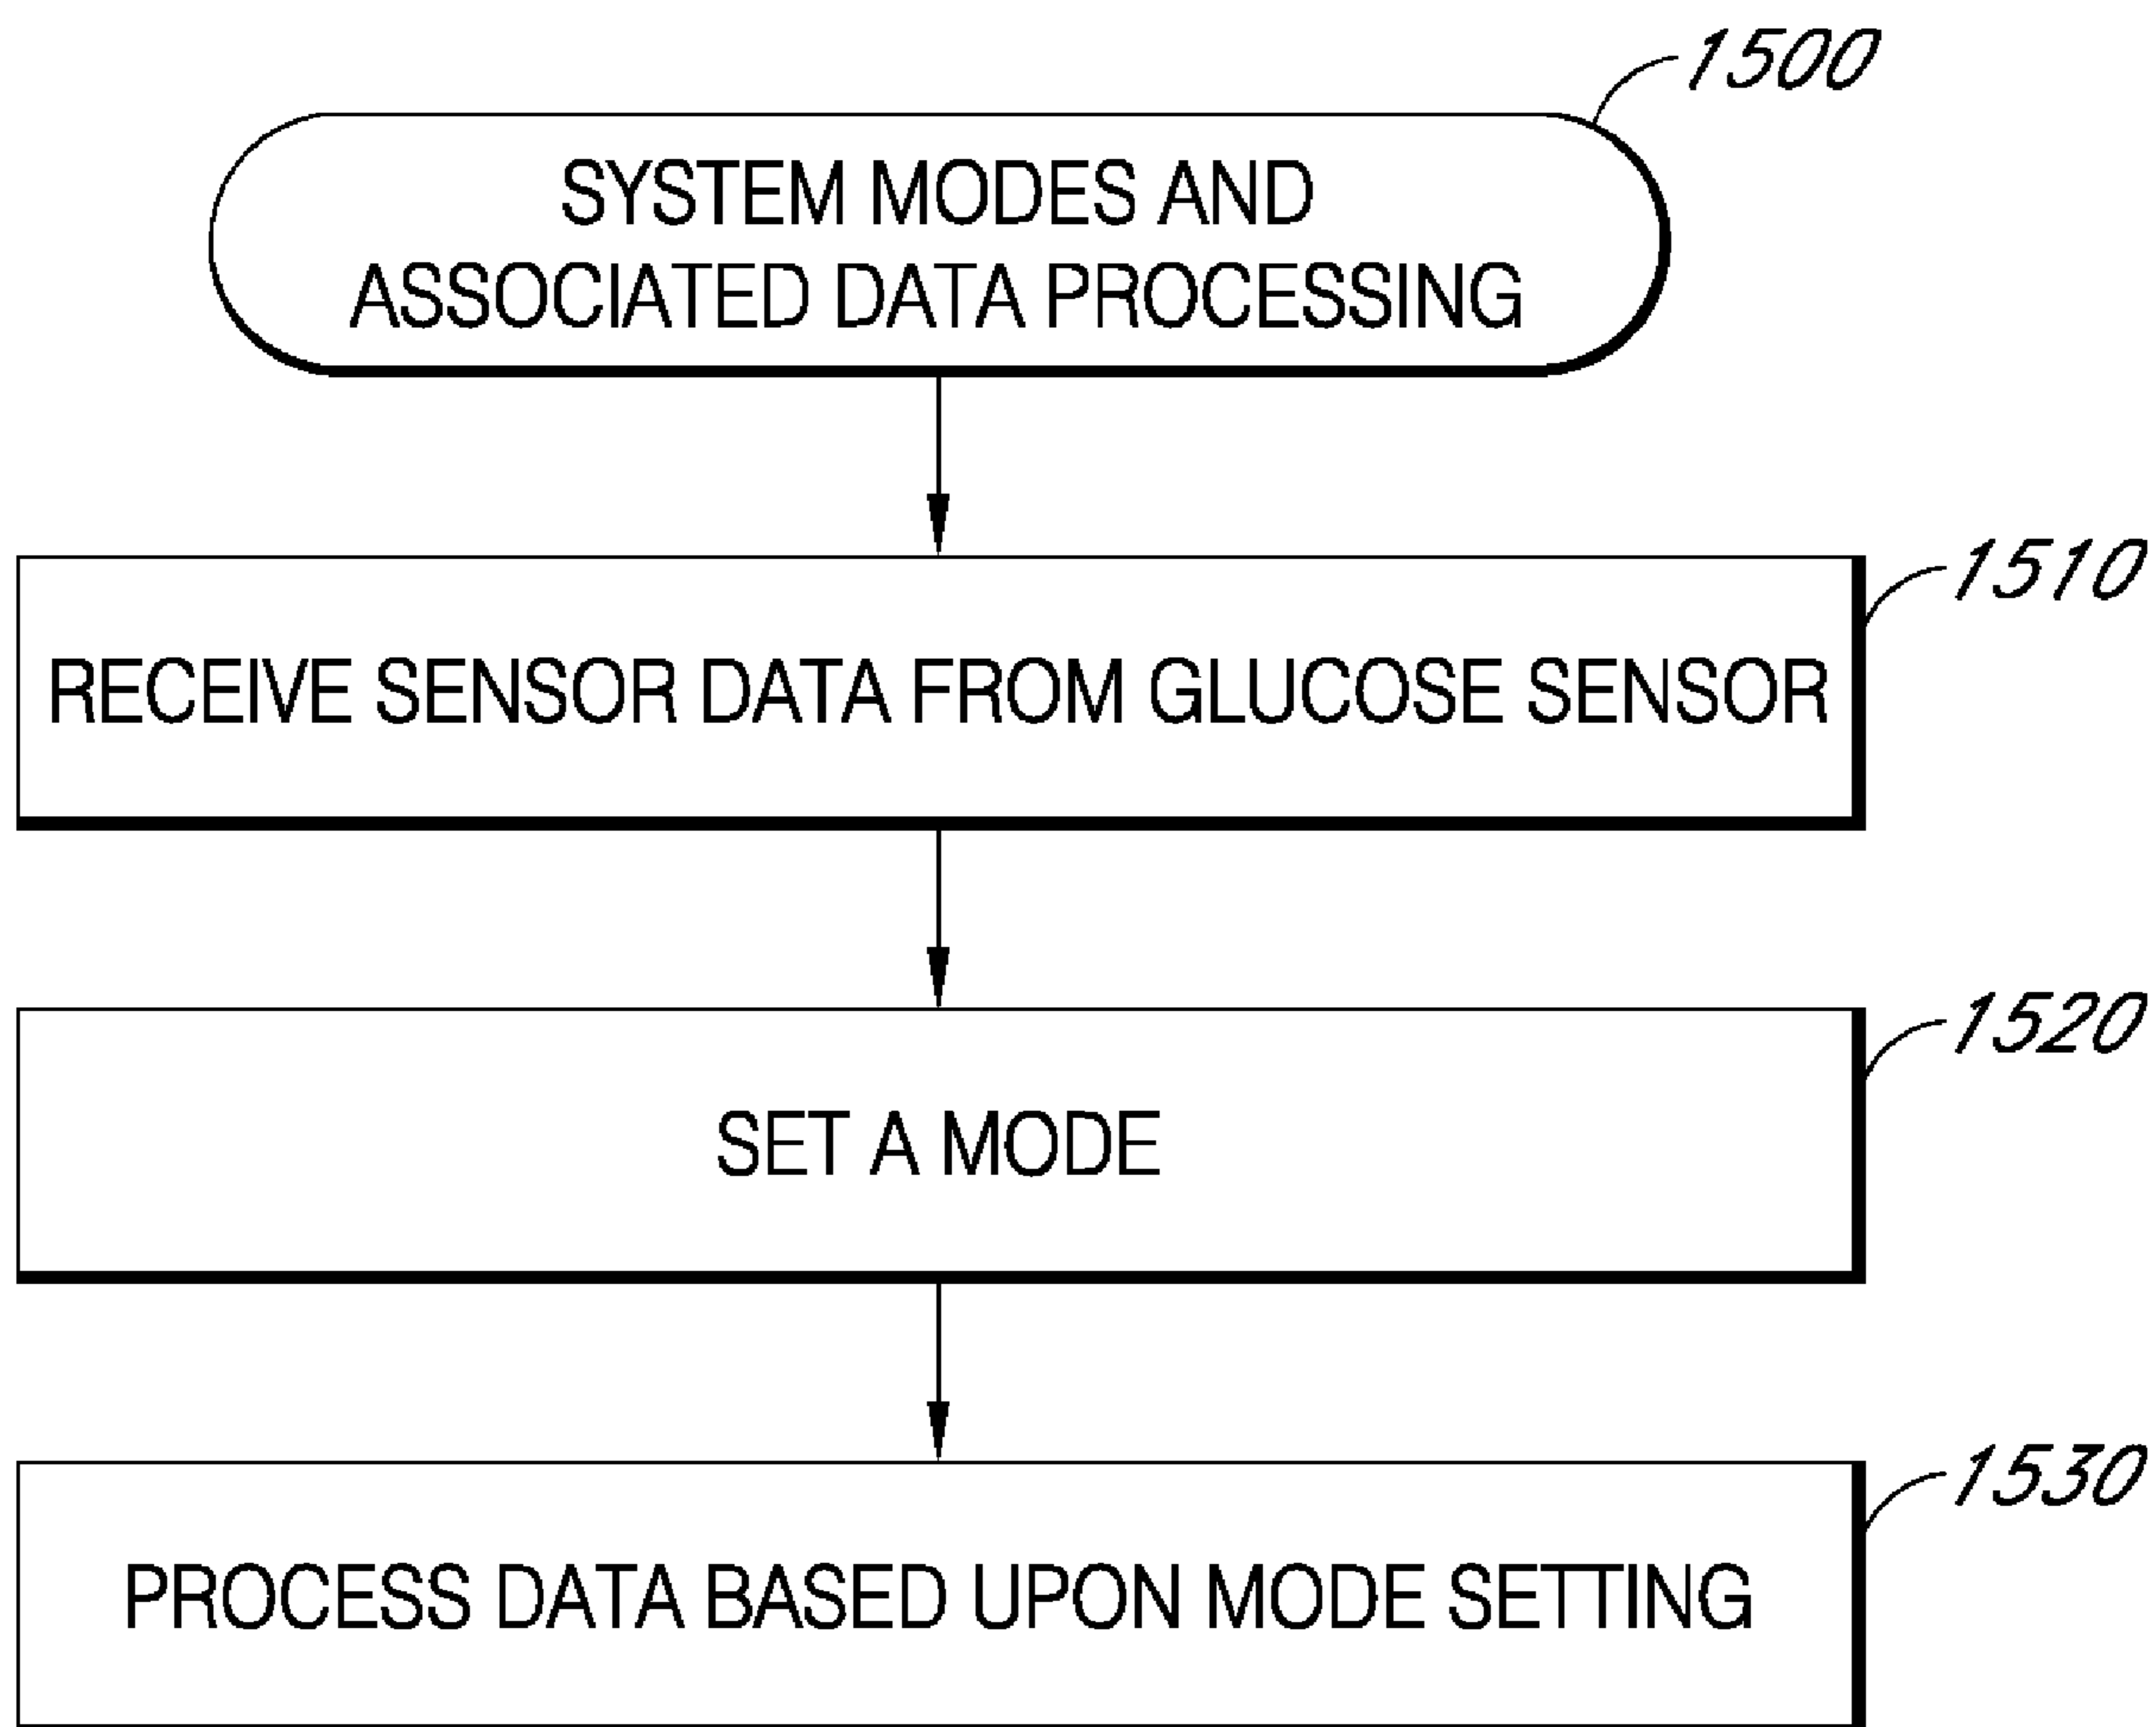 1500
SYSTEM MODES AND
ASSOCIATED DATA PROCESSING
1510
RECEIVE SENSOR DATA FROM GLUCOSE SENSOR
1520
SET A MODE
1530
PROCESS DATA BASED UPON MODE SETTING